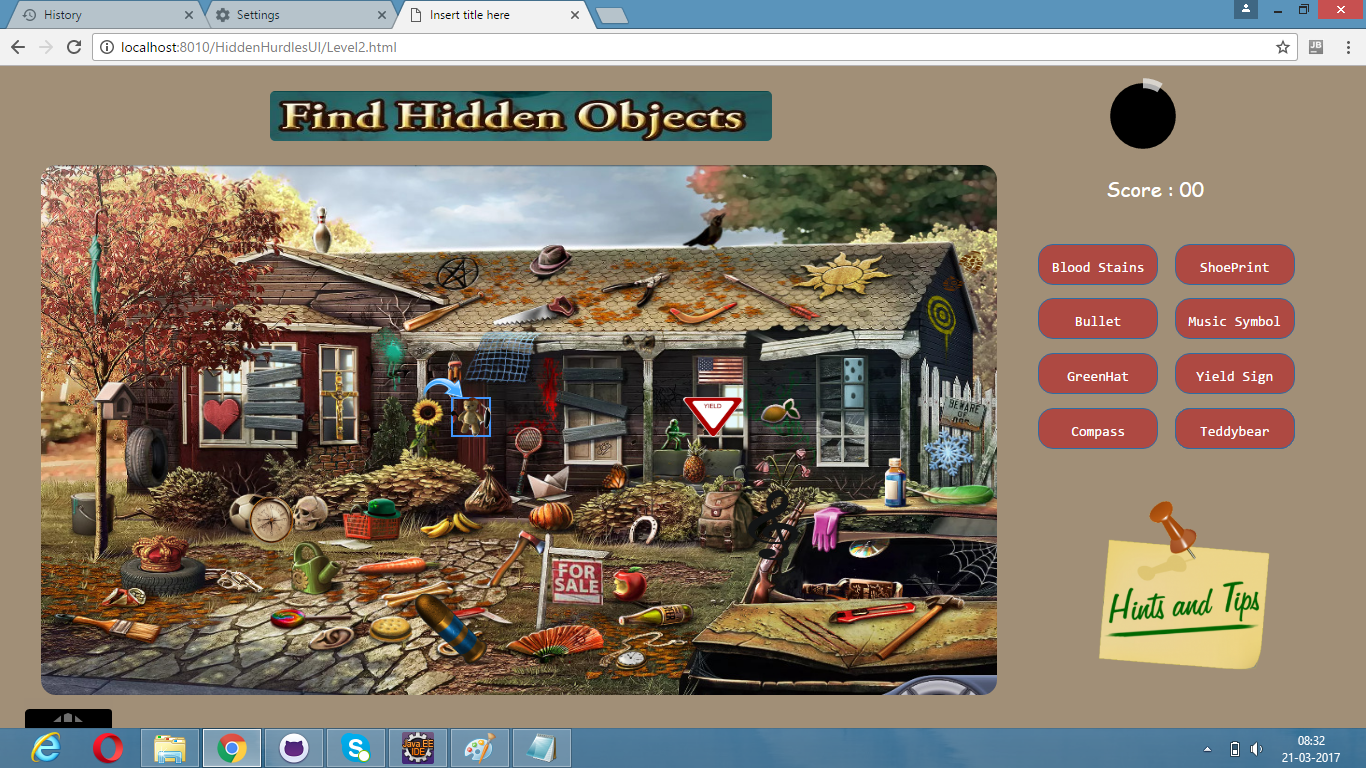 History
Settings
Insert title here
localhost:8010/HiddenHurdlesUI/Level2.html
JB
Find Hidden Objects
Score : 00
Blood Stains
ShoePrint
Bullet
Music Symbol
GreenHat
Yield Sign
Compass
Teddybear
YIELD
BEWARE
OF
DOG
FOR
SALE
Hints and Tips
Java EE
IDE
08:32
21-03-2017